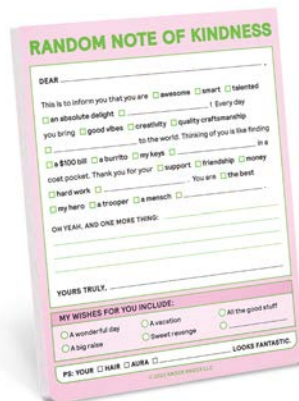 RANDOM NOTE OF KINDNESS
DEAR
This is to inform you that you are awesome smart talented
an absolute delight ! Every day
you bring good vibes creativity quality craftsmanship
to the world. Thinking of you is like finding
a $100 bill a burrito my keys in a
coat pocket. Thank you for your support friendship money
hard work . You are the best
my hero a trooper a mensch .
OH YEAH, AND ONE MORE THING:
YOURS TRULY,
MY WISHES FOR YOU INCLUDE:
A wonderful day A vacation All the good stuff
A big raise Sweet revenge
PS: YOUR HAIR AURA LOOKS FANTASTIC.